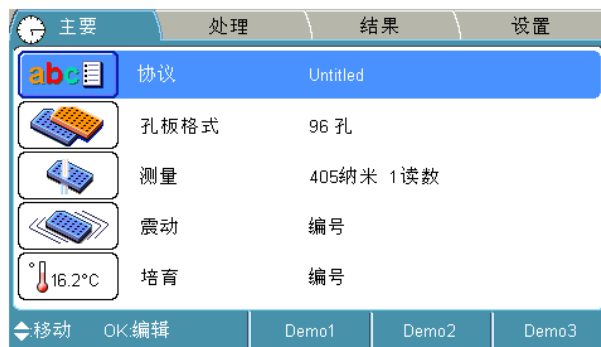 主要 处理 结果 设置
abc 协议 Untitled
孔板格式 96 孔
测量 405纳米 1读数
震动 编号
16.2°C 培育 编号
移动 OK:编辑 Demo1 Demo2 Demo3